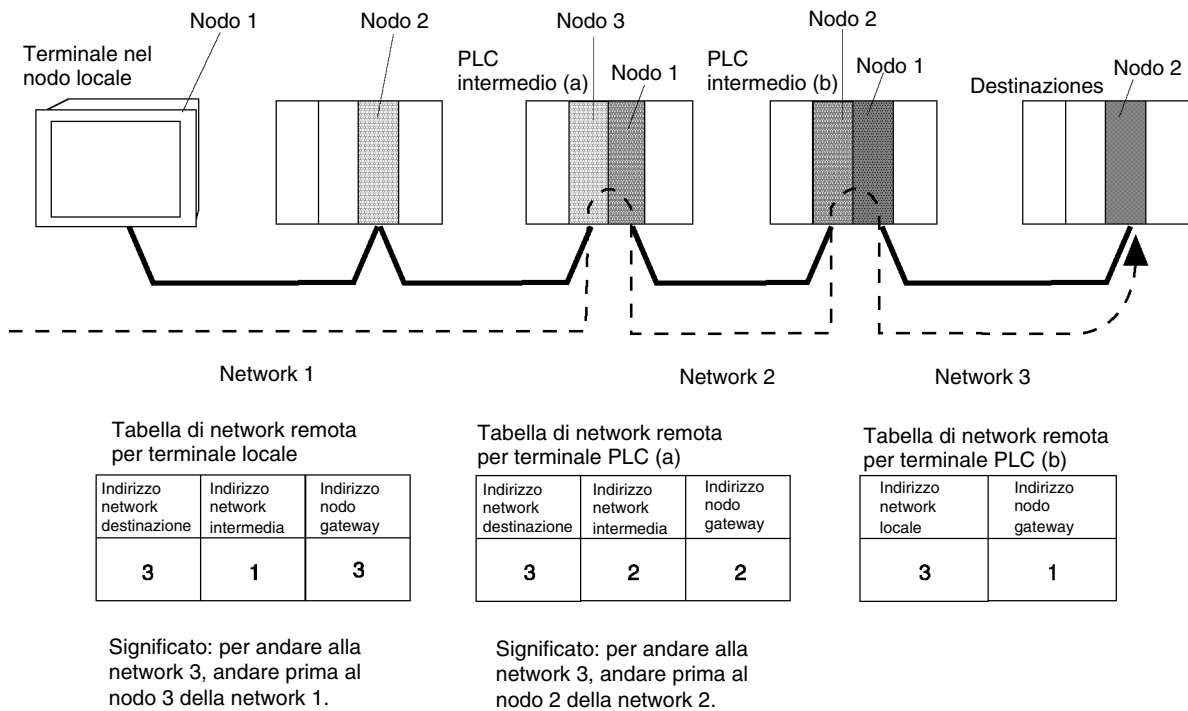 Nodo 1
Nodo 2
Nodo 3
Nodo 2
Terminale nel
nodo locale
PLC
intermedio (a)
Nodo 1
PLC
intermedio (b)
Nodo 1
Destinazioni
Nodo 2
Network 1
Network 2
Network 3
Tabella di network remota
per terminale locale
Indirizzo
network
destinazione
Indirizzo
network
intermedia
Indirizzo
nodo
gateway
3
1
3
Significato: per andare alla
network 3, andare prima al
nodo 3 della network 1.
Tabella di network remota
per terminale PLC (a)
Indirizzo
network
destinazione
Indirizzo
network
intermedia
Indirizzo
nodo
gateway
3
2
2
Significato: per andare alla
network 3, andare prima al
nodo 2 della network 2.
Tabella di network remota
per terminale PLC (b)
Indirizzo
network
locale
Indirizzo
nodo
gateway
3
1